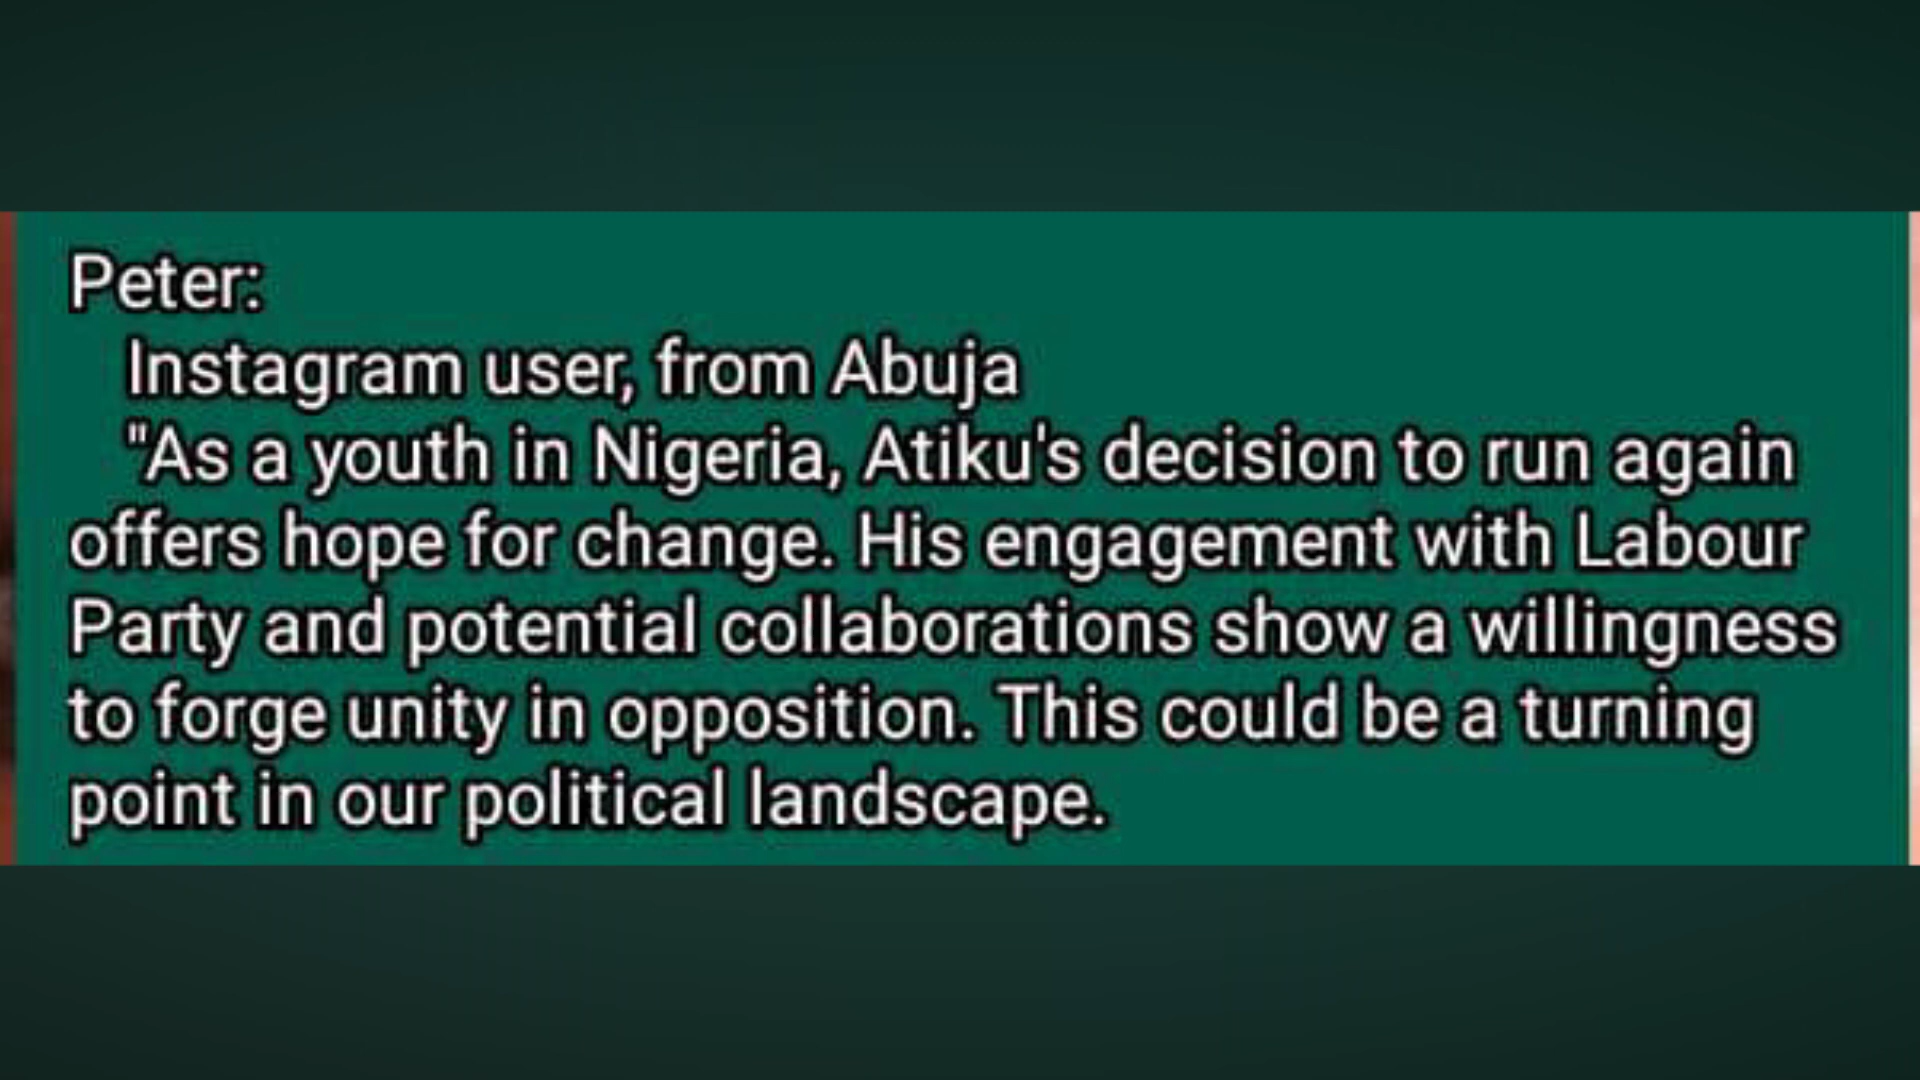 Peter:
Instagram user, from Abuja
"As a youth in Nigeria, Atiku's decision to run again
offers hope for change. His engagement with Labour
Party and potential collaborations show a willingness
to forge unity in opposition. This could be a turning
point in our political landscape.